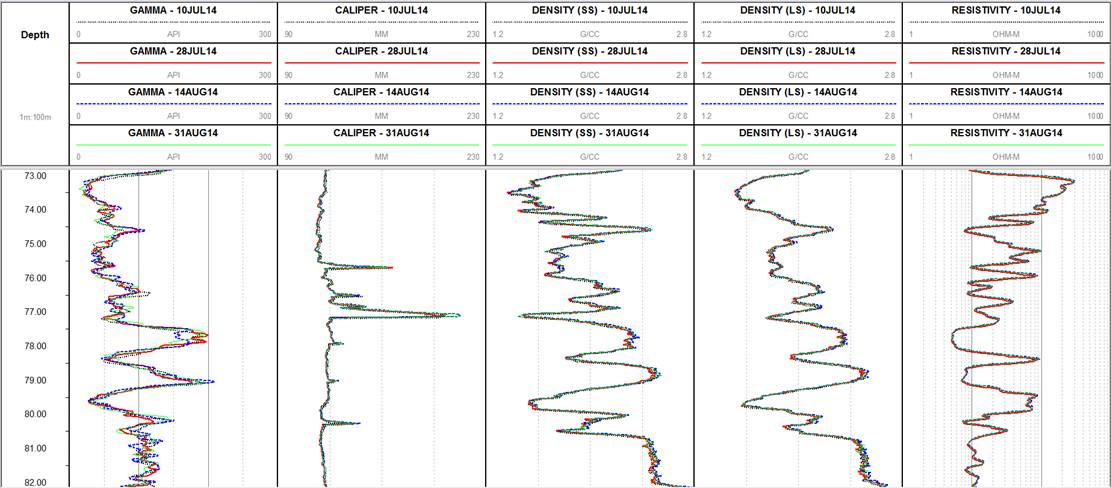 GAMMA - 10JUL14 CALIPER - 10JUL14 DENSITY (SS) - 10JUL14 DENSITY (LS) - 10JUL14 RESISTIVITY - 10JUL14
Depth
0 API 300 MM 230 1.2 G/CC 2.8 1.2 G/CC 2.8 1 OHM-M 1000
GAMMA - 28JUL14 CALIPER - 28JUL14 DENSITY (SS) - 28JUL14 DENSITY (LS) - 28JUL14 RESISTIVITY - 28JUL14
0 API 300 90 MM 230 1.2 G/CC 2.8 1.2 G/CC 2.8 1 OHM-M 1000
GAMMA - 14AUG14 CALIPER - 14AUG14 DENSITY (SS) - 14AUG14 DENSITY (LS) - 14AUG14 RESISTIVITY - 14AUG14
1m:100m
0 API 300 90 MM 230 1.2 G/CC 2.8 1.2 G/CC 2.8 1 OHM-M 1000
GAMMA - 31AUG14 CALIPER - 31AUG14 DENSITY (SS) - 31AUG14 DENSITY (LS) - 31AUG14 RESISTIVITY - 31AUG14
0 API 300 90 MM 230 1.2 G/CC 2.8 1.2 G/CC 2.8 1 OHM-M 1000
73.00
74.00
75.00
76.00
77.00
78.00
79.00
80.00
81.00
82.00